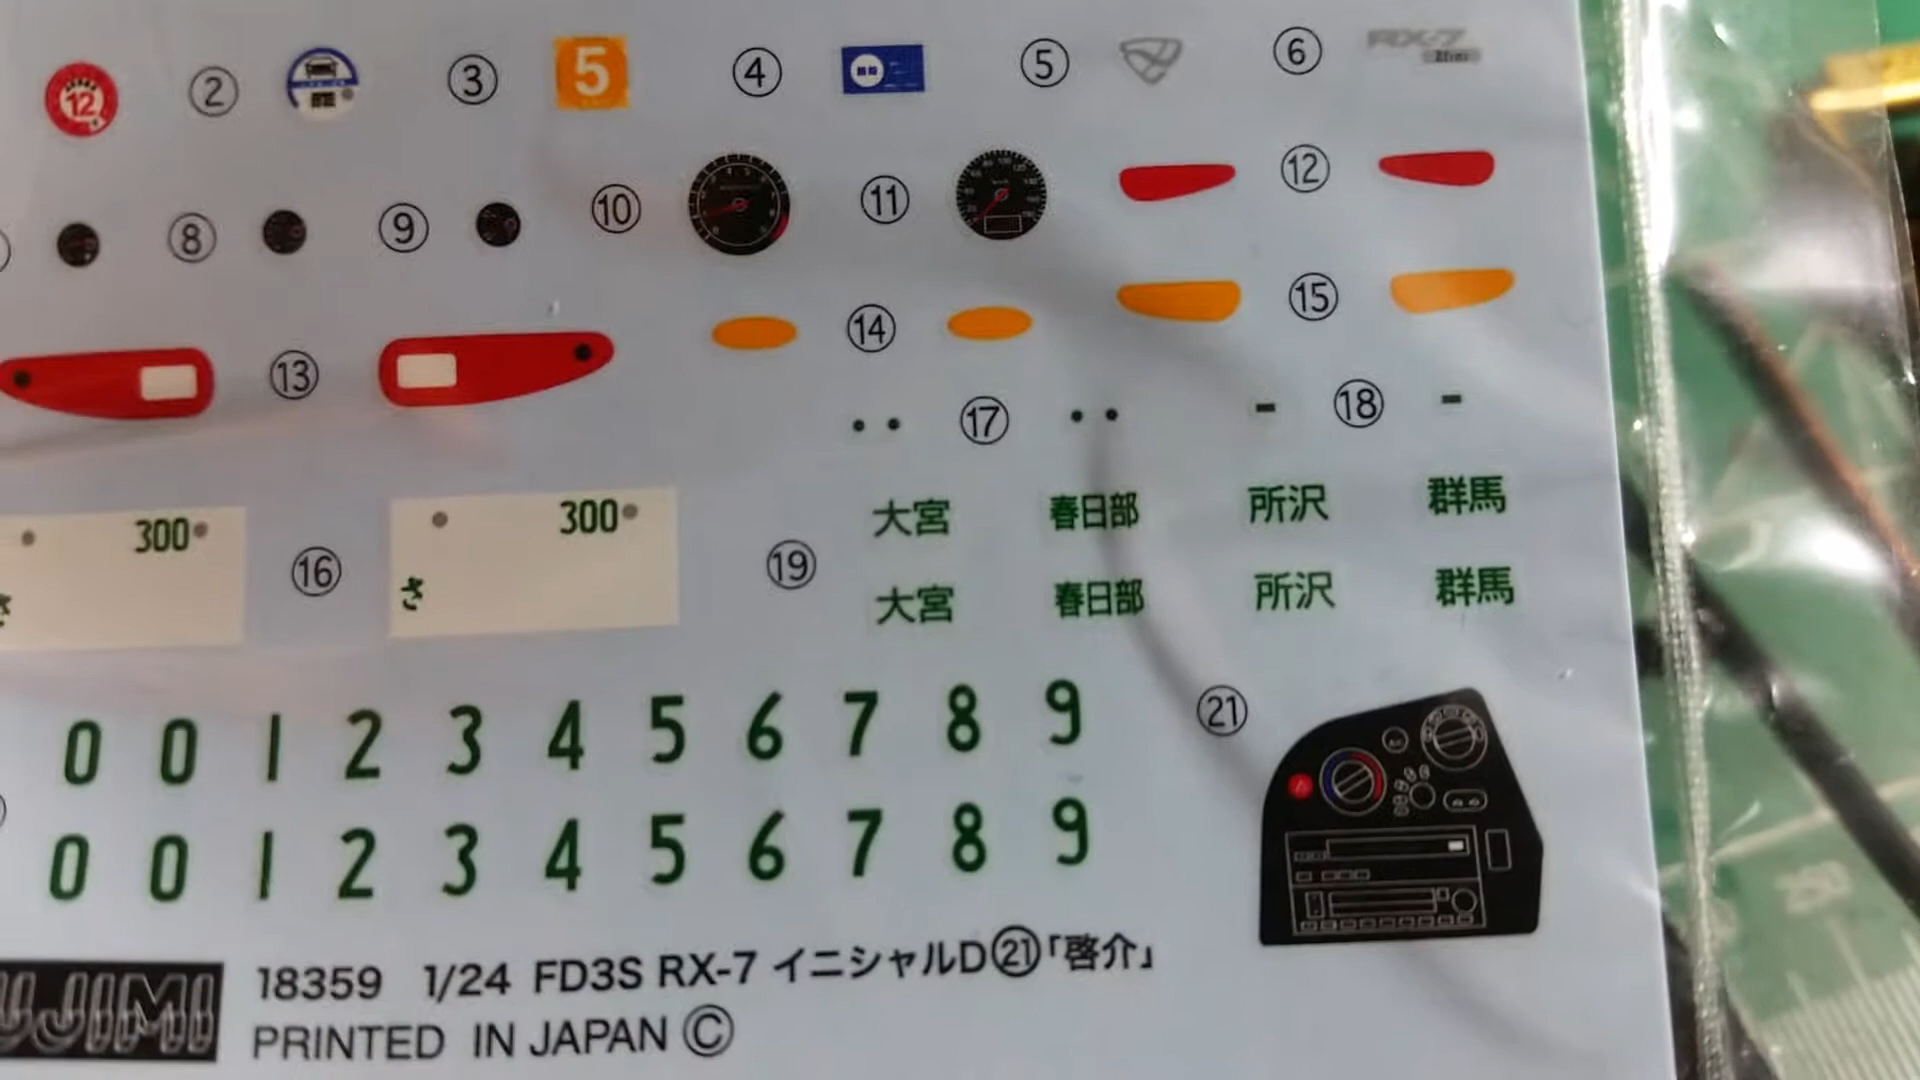 12 ② ③ 5 ④ ⑤ ⑥ RX-7
⑧ ⑨ ⑩ ⑪ ⑫
⑬ ⑭ ⑮
⑰ ⑱
300 ⑯ 300 ⑲ 大宮 春日部 所沢 群馬
さ さ 大宮 春日部 所沢 群馬
0 0 1 2 3 4 5 6 7 8 9 ㉑
0 0 1 2 3 4 5 6 7 8 9
UJIMI 18359 1/24 FD3S RX-7 イニシャルD㉑「啓介」
PRINTED IN JAPAN Ⓒ
250